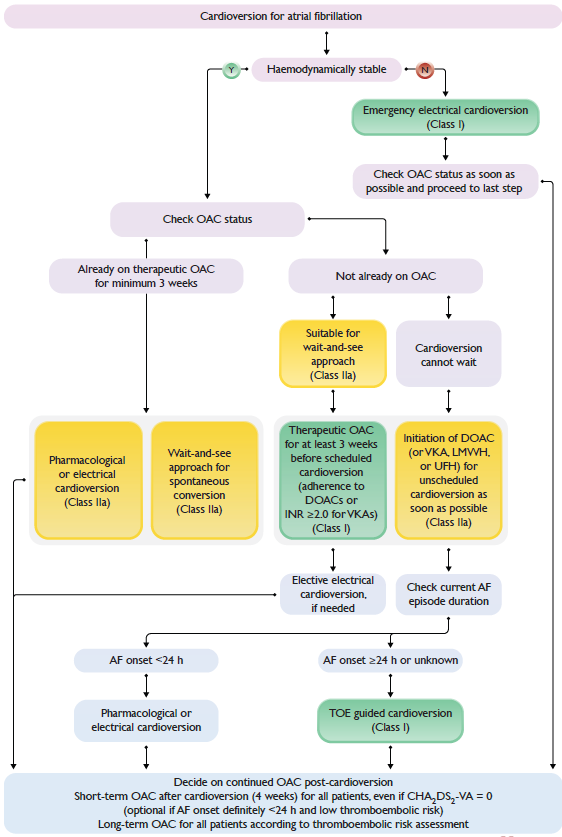 Cardioversion for atrial fibrillation
Haemodynamically stable
Y
N
Emergency electrical cardioversion
(Class I)
Check OAC status as soon as
possible and proceed to last step
Check OAC status
Already on therapeutic OAC
for minimum 3 weeks
Not already on OAC
Suitable for
wait-and-see
approach
(Class IIa)
Cardioversion
cannot wait
Pharmacological
or electrical
cardioversion
(Class IIa)
Wait-and-see
approach for
spontaneous
conversion
(Class IIa)
Therapeutic OAC
for at least 3 weeks
before scheduled
cardioversion
(adherence to
DOACs or
INR ≥2.0 for VKAs)
(Class I)
Initiation of DOAC
(or VKA, LMWH,
or UFH) for
unscheduled
cardioversion as
soon as possible
(Class IIa)
Elective electrical
cardioversion,
if needed
Check current AF
episode duration
AF onset <24 h
AF onset ≥24 h or unknown
Pharmacological or
electrical cardioversion
TOE guided cardioversion
(Class I)
Decide on continued OAC post-cardioversion
Short-term OAC after cardioversion (4 weeks) for all patients, even if CHA₂DS₂-VA = 0
(optional if AF onset definitely <24 h and low thromboembolic risk)
Long-term OAC for all patients according to thromboembolic risk assessment